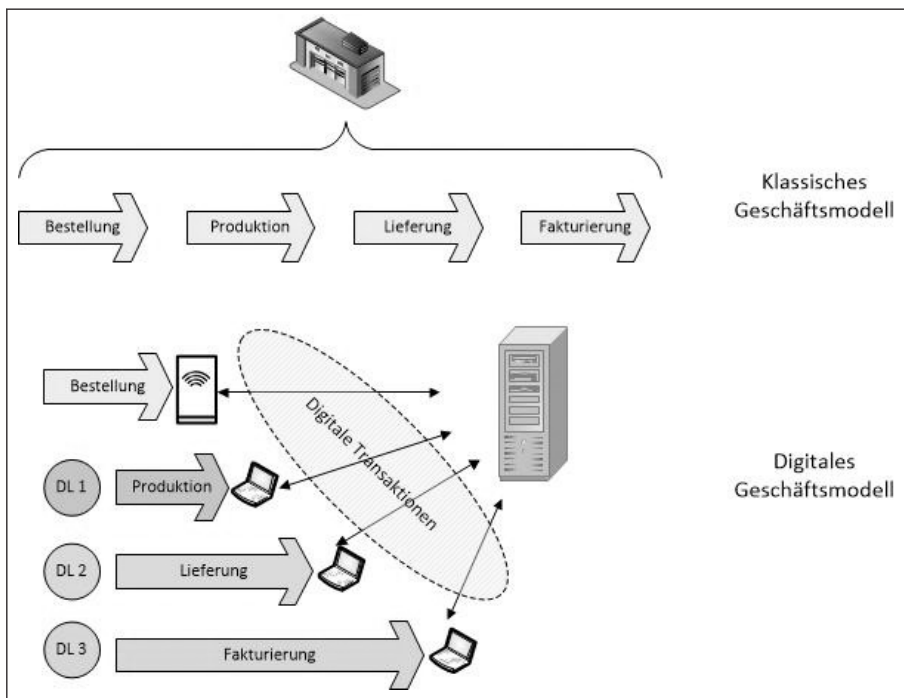 Klassisches
Geschäftsmodell
Bestellung
Produktion
Lieferung
Fakturierung
Bestellung
Digitale Transaktionen
DL 1
Produktion
Digitales
Geschäftsmodell
DL 2
Lieferung
DL 3
Fakturierung